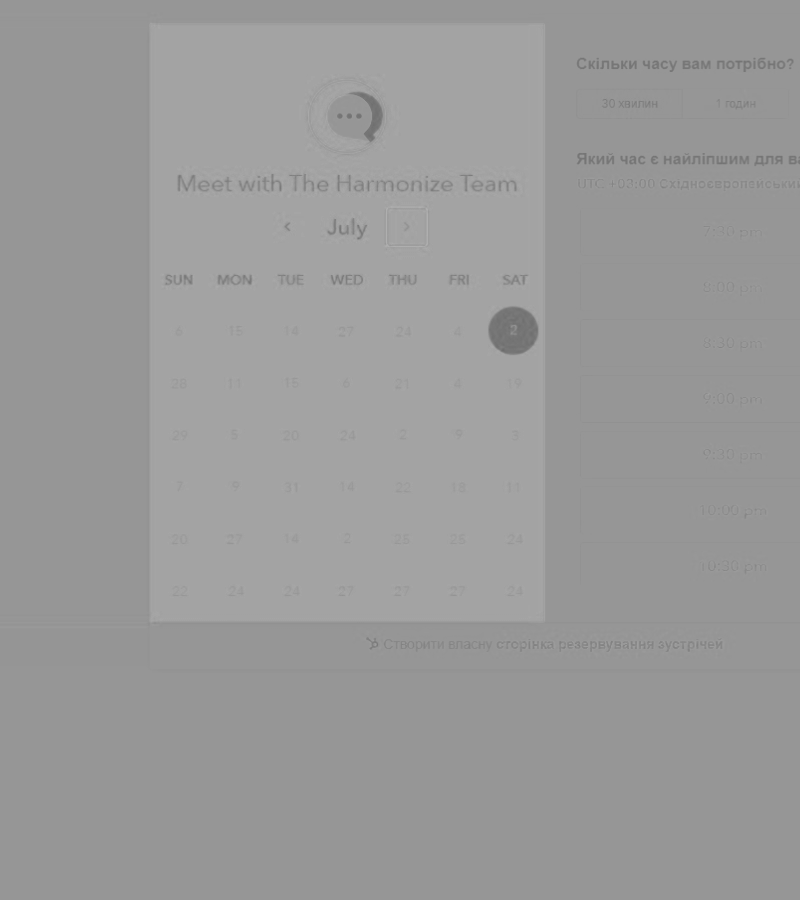 Meet with The Harmonize Team
July
SUN MON TUE WED THU FRI SAT
6 15 14 27 24 4 2
28 11 15 6 21 4 19
29 5 20 24 2 9 3
7 9 31 14 22 18 11
20 27 14 2 25 25 24
22 24 24 27 27 27 24
Скільки часу вам потрібно?
30 хвилин 1 годин
Який час є найліпшим для
UTC +03:00 Східноєвропейський
7:30 pm
8:00 pm
8:30 pm
9:00 pm
9:30 pm
10:00 pm
10:30 pm
Створити власну сторінка резервування зустрічей